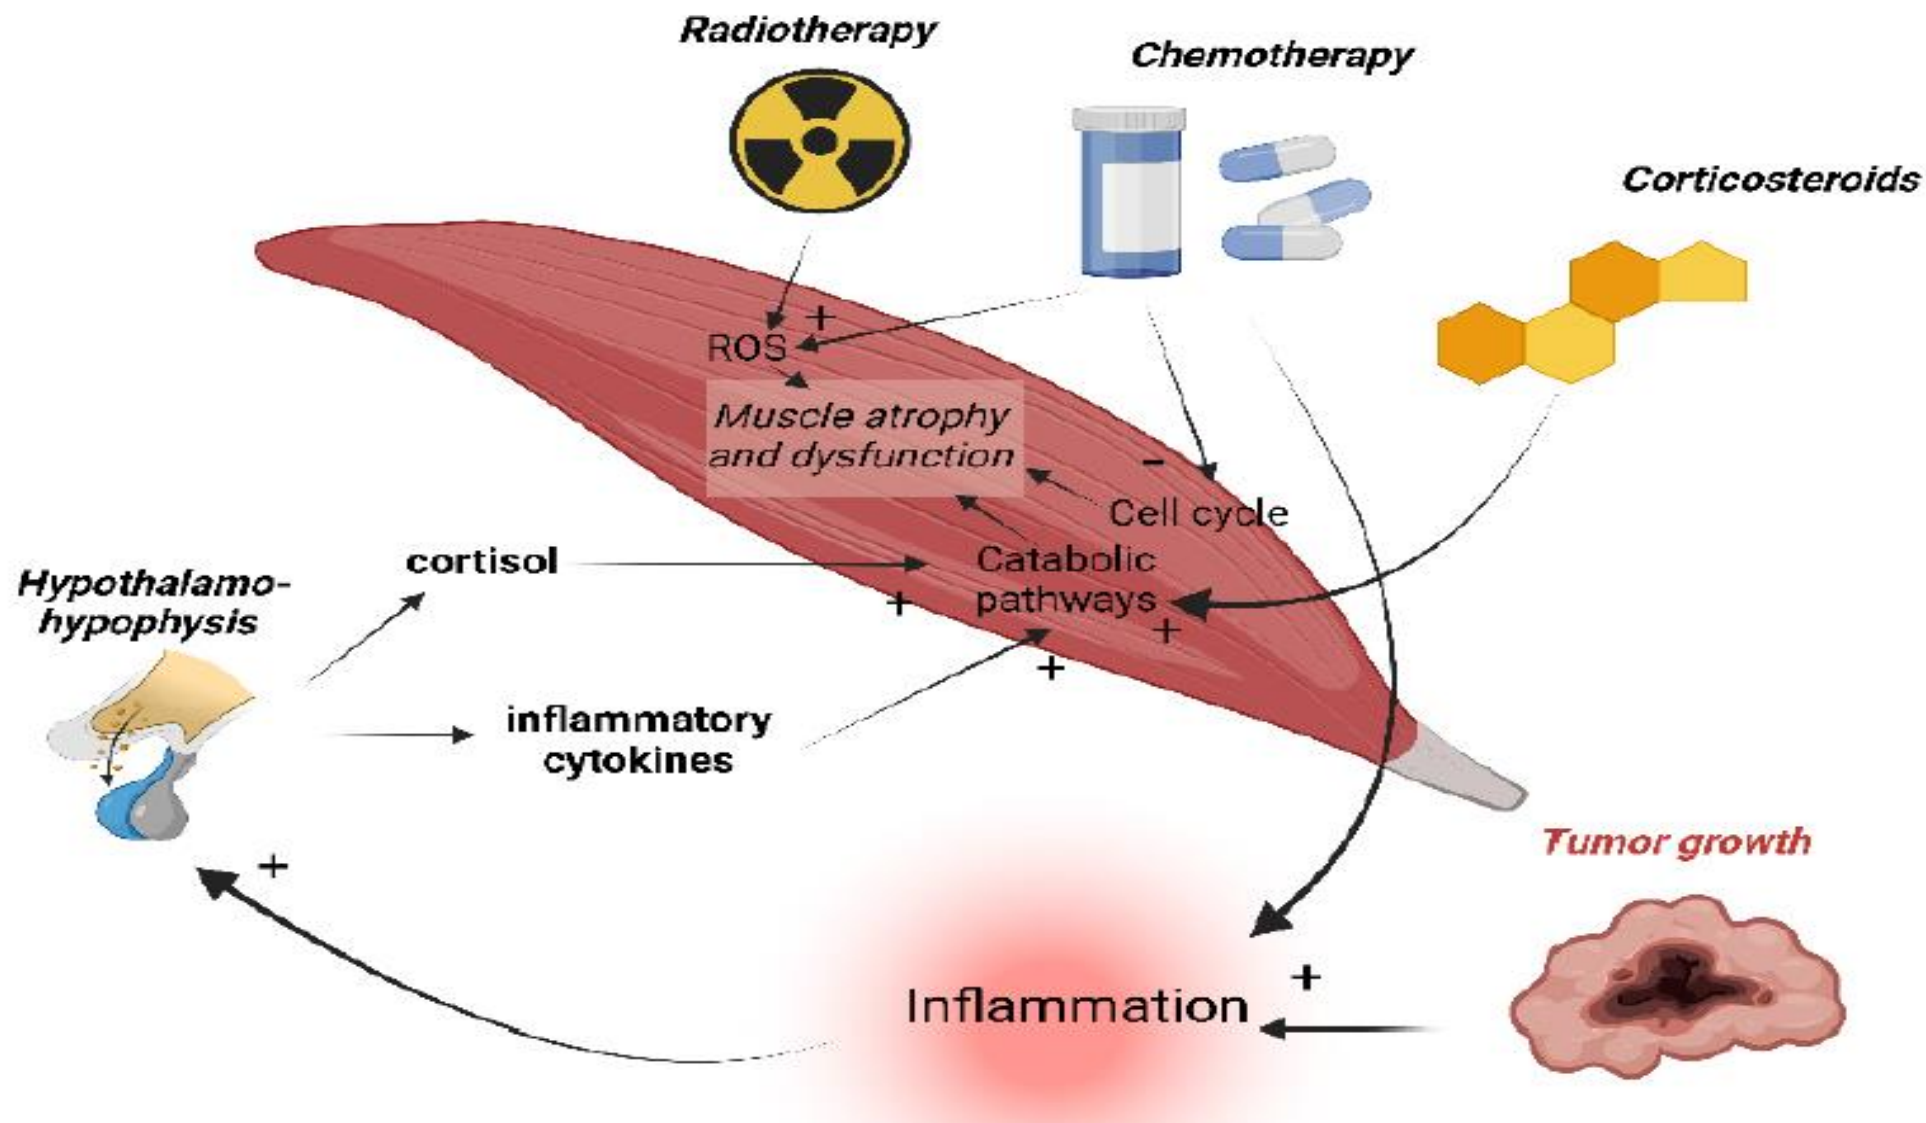 Radiotherapy
Chemotherapy
Corticosteroids
+
ROS
Muscle atrophy
and dysfunction
-
Cell cycle
Catabolic
pathways
+
cortisol
+
Hypothalamo-
hypophysis
inflammatory
cytokines
+
+
Tumor growth
Inflammation
+